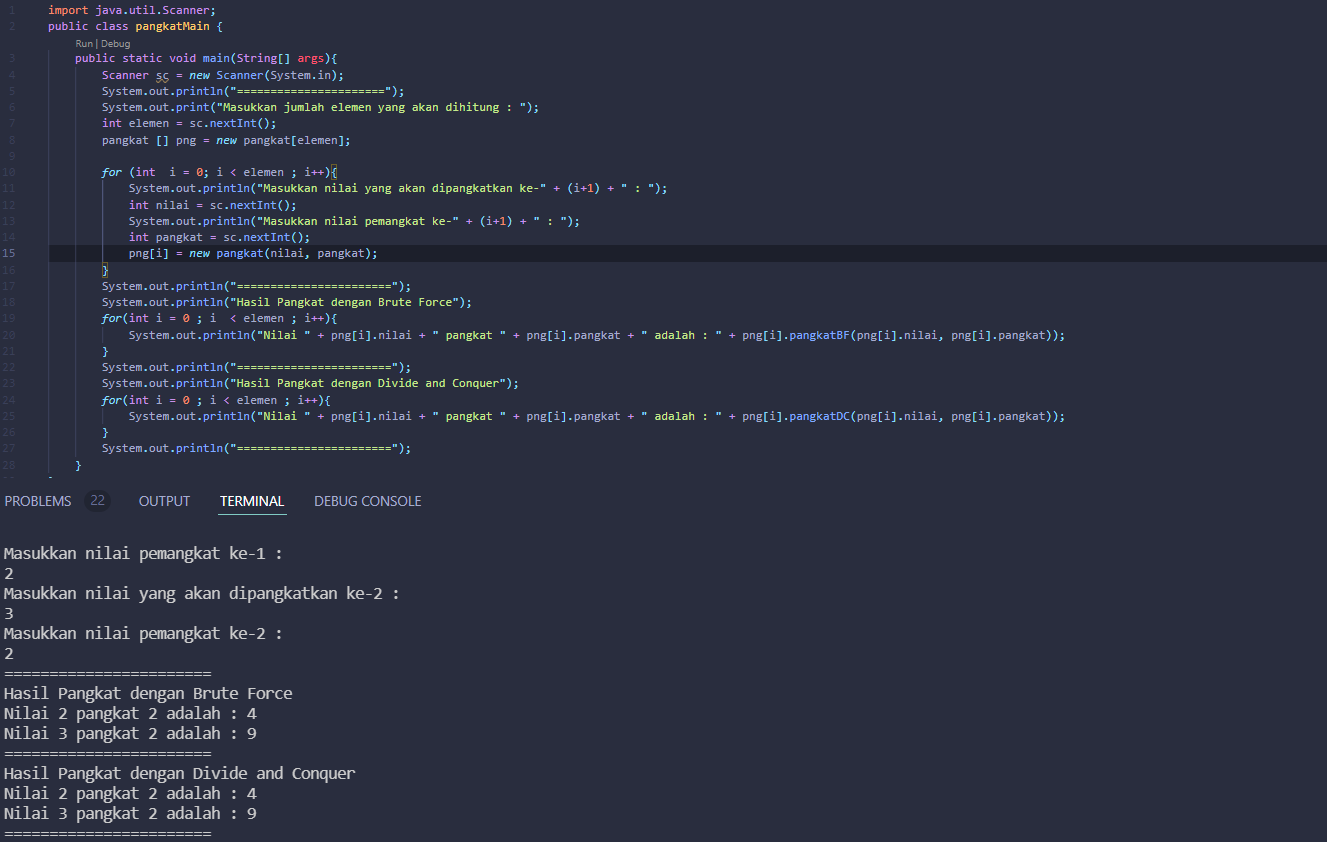 1 import java.util.Scanner;
2 public class pangkatMain {
Run | Debug
3 public static void main(String[] args){
4 Scanner sc = new Scanner(System.in);
5 System.out.println("======================");
6 System.out.print("Masukkan jumlah elemen yang akan dihitung : ");
7 int elemen = sc.nextInt();
8 pangkat [] png = new pangkat[elemen];
9
10 for (int  i = 0; i < elemen ; i++){
11 System.out.println("Masukkan nilai yang akan dipangkatkan ke-" + (i+1) + " : ");
12 int nilai = sc.nextInt();
13 System.out.println("Masukkan nilai pemangkat ke-" + (i+1) + " : ");
14 int pangkat = sc.nextInt();
15 png[i] = new pangkat(nilai, pangkat);
16 }
17 System.out.println("=======================");
18 System.out.println("Hasil Pangkat dengan Brute Force");
19 for(int i = 0 ; i  < elemen ; i++){
20 System.out.println("Nilai " + png[i].nilai + " pangkat " + png[i].pangkat + " adalah : " + png[i].pangkatBF(png[i].nilai, png[i].pangkat));
21 }
22 System.out.println("=======================");
23 System.out.println("Hasil Pangkat dengan Divide and Conquer");
24 for(int i = 0 ; i < elemen ; i++){
25 System.out.println("Nilai " + png[i].nilai + " pangkat " + png[i].pangkat + " adalah : " + png[i].pangkatDC(png[i].nilai, png[i].pangkat));
26 }
27 System.out.println("=======================");
28 }
PROBLEMS 22 OUTPUT TERMINAL DEBUG CONSOLE
Masukkan nilai pemangkat ke-1 :
2
Masukkan nilai yang akan dipangkatkan ke-2 :
3
Masukkan nilai pemangkat ke-2 :
2
=======================
Hasil Pangkat dengan Brute Force
Nilai 2 pangkat 2 adalah : 4
Nilai 3 pangkat 2 adalah : 9
=======================
Hasil Pangkat dengan Divide and Conquer
Nilai 2 pangkat 2 adalah : 4
Nilai 3 pangkat 2 adalah : 9
=======================